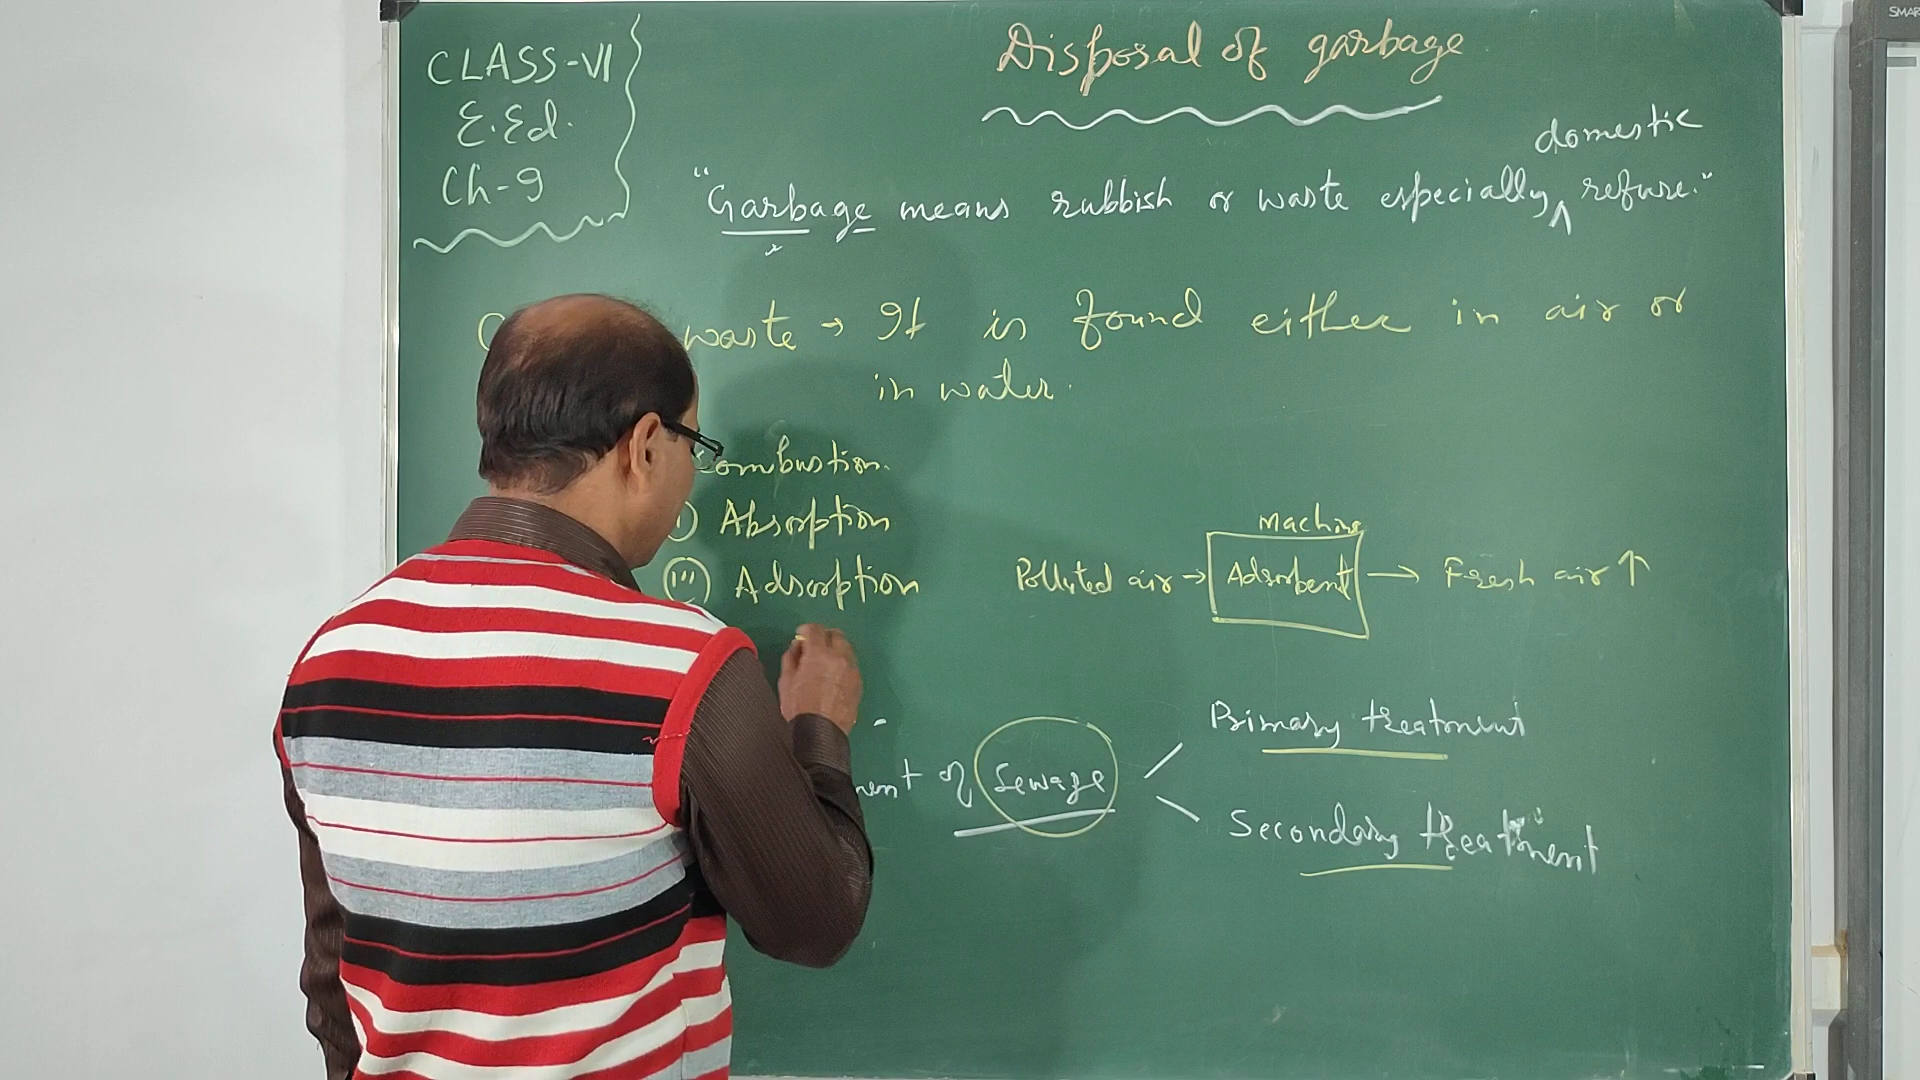 CLASS-VI
E.Ed.
Ch-9
Disposal of garbage
domestic
"Garbage means rubbish or waste especially ^ refuse."
waste → It is found either in air or
in water.
Combustion.
Absorption
(iii) Adsorption
machine
Polluted air → Adsorbent → Fresh air ↑
Primary treatment
of Sewage
Secondary treatment
SMAR